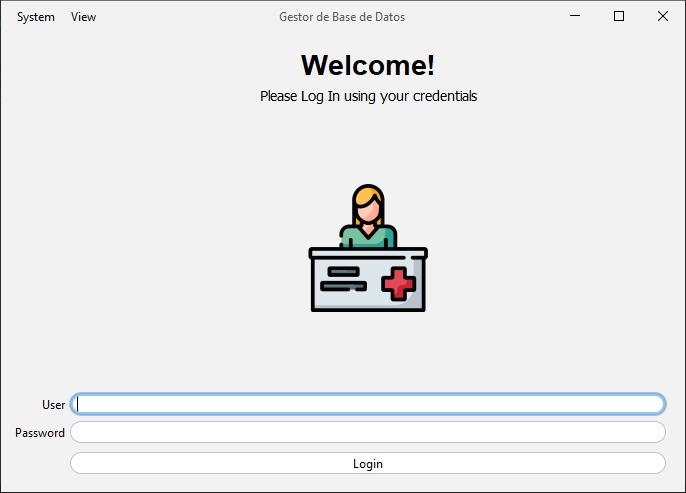 System View Gestor de Base de Datos
Welcome!
Please Log In using your credentials
User
Password
Login